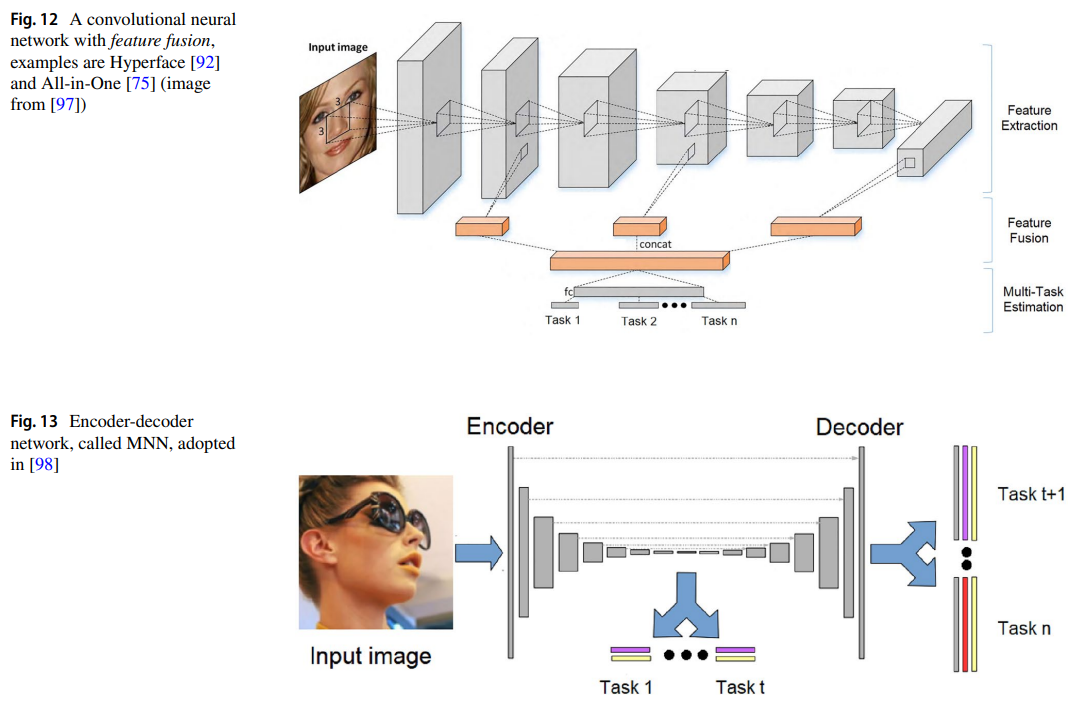 Fig. 12 A convolutional neural
network with feature fusion,
examples are Hyperface [92]
and All-in-One [75] (image
from [97])
Input image
3
3
Feature
Extraction
Feature
Fusion
concat
Multi-Task
Estimation
fc
Task 1
Task 2
Task n
Fig. 13 Encoder-decoder
network, called MNN, adopted
in [98]
Encoder
Decoder
Task t+1
Task n
Input image
Task 1
Task t